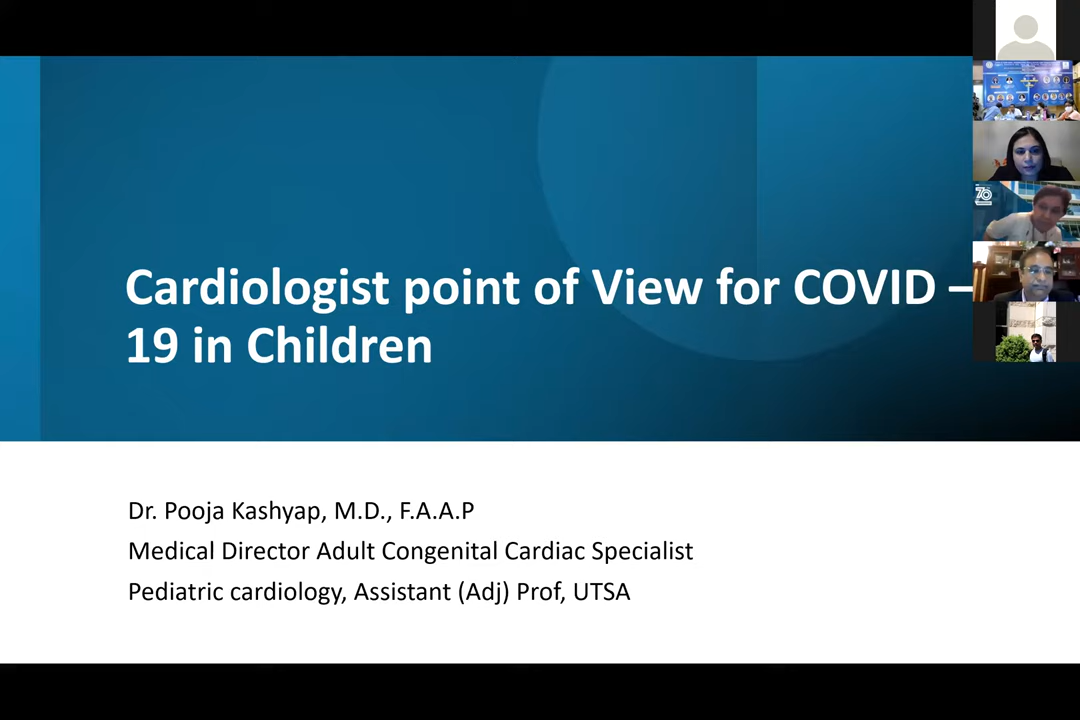 Cardiologist point of View for COVID –
19 in Children
Dr. Pooja Kashyap, M.D., F.A.A.P
Medical Director Adult Congenital Cardiac Specialist
Pediatric cardiology, Assistant (Adj) Prof, UTSA
70